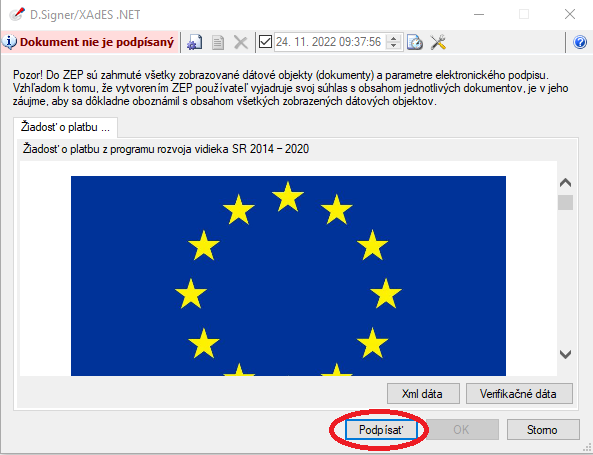 D.Signer/XAdES .NET
Dokument nie je podpísaný
24. 11. 2022 09:37:56
Pozor! Do ZEP sú zahrnuté všetky zobrazované dátové objekty (dokumenty) a parametre elektronického podpisu.
Vzhľadom k tomu, že vytvorením ZEP používateľ vyjadruje svoj súhlas s obsahom jednotlivých dokumentov, je v jeho
záujme, aby sa dôkladne oboznámil s obsahom všetkých zobrazených dátových objektov.
Žiadosť o platbu ...
Žiadosť o platbu z programu rozvoja vidieka SR 2014 – 2020
Xml dáta
Verifikačné dáta
Podpísať
OK
Storno